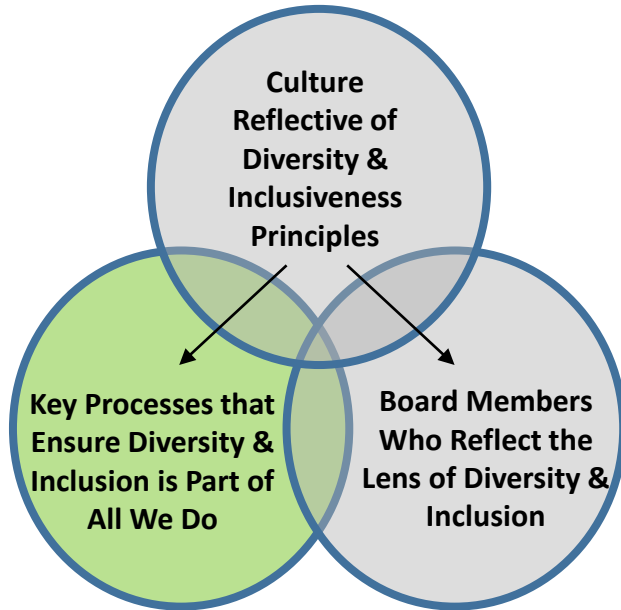 Culture
Reflective of
Diversity &
Inclusiveness
Principles
Key Processes that
Ensure Diversity &
Inclusion is Part of
All We Do
Board Members
Who Reflect the
Lens of Diversity &
Inclusion